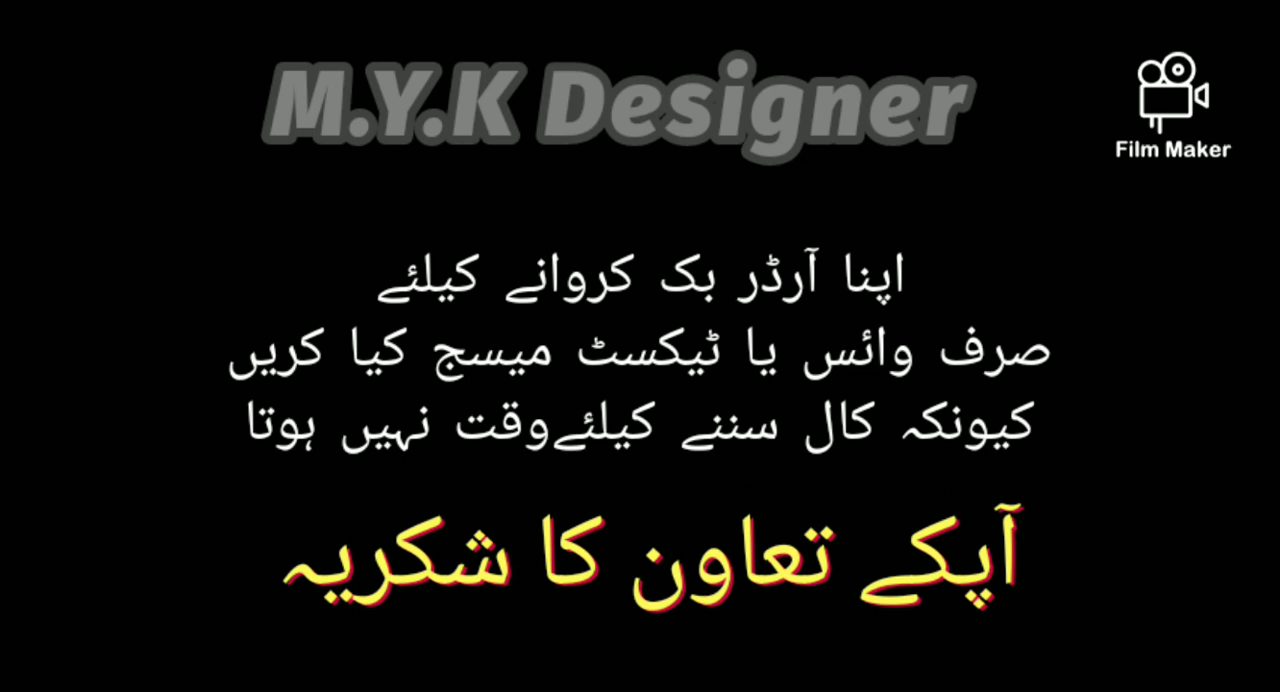 M.Y.K Designer
Film Maker
اپنا آرڈر بک کروانے کیلئے
صرف وائس یا ٹیکسٹ میسج کیا کریں
کیونکہ کال سننے کیلئےوقت نہیں ہوتا
آپکے تعاون کا شکریہ